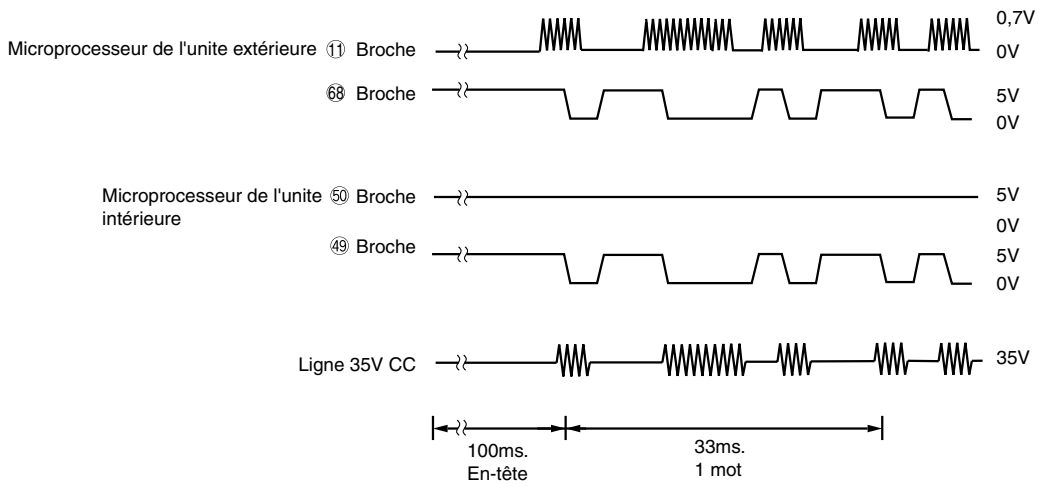 Microprocesseur de l'unite extérieure ⑪ Broche
0,7V
0V
68 Broche
5V
0V
Microprocesseur de l'unite
intérieure
50 Broche
5V
0V
49 Broche
5V
0V
Ligne 35V CC
35V
100ms.
En-tête
33ms.
1 mot